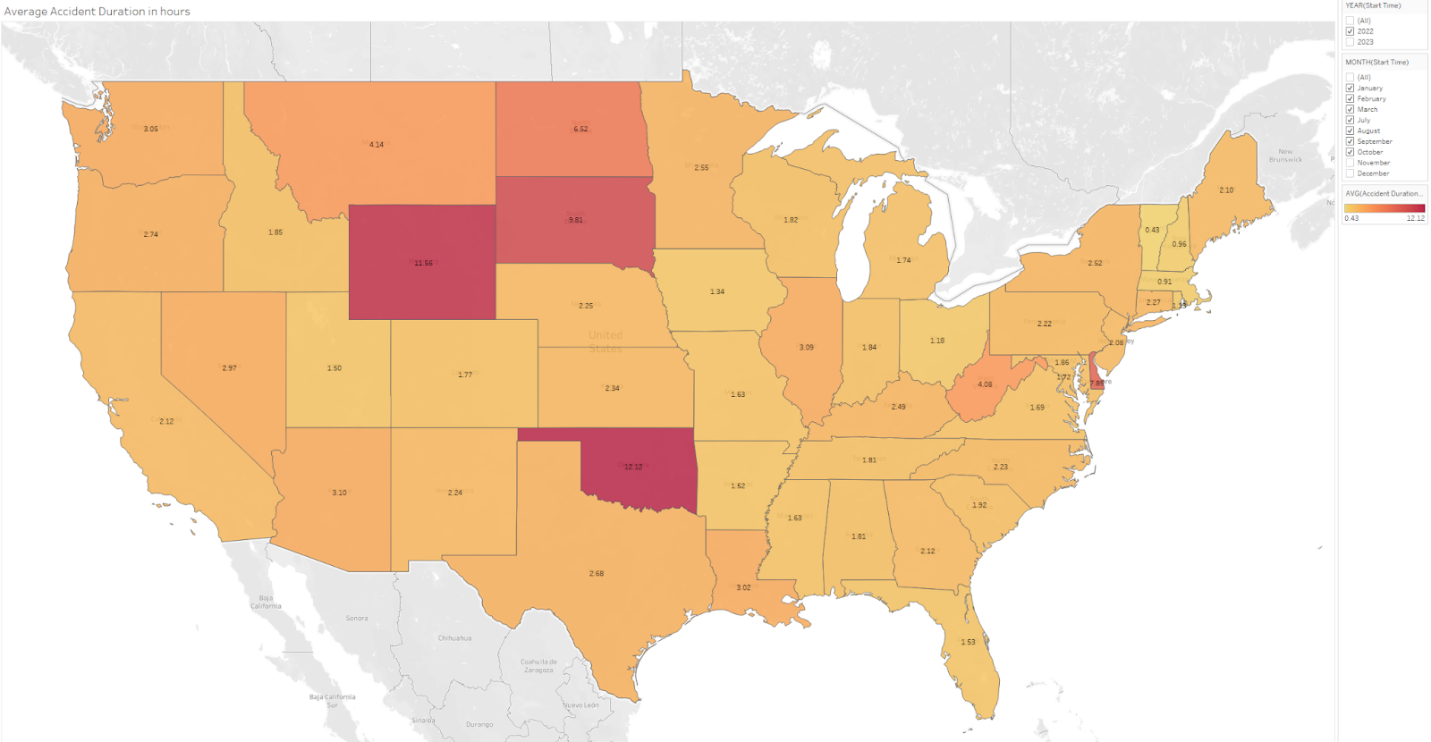 Average Accident Duration in hours
YEAR(Start Time)
(All)
2022
2023
MONTH(Start Time)
(All)
January
February
March
July
August
September
October
November
December
AVG(Accident Duration...
0.43 12.12
3.05
4.14
6.52
2.55
2.74
1.85
11.56
9.81
1.92
1.74
2.10
0.43
0.96
2.52
0.91
2.27
2.25
1.34
United
States
2.22
2.08
2.97
1.50
1.77
2.34
3.09
1.84
1.18
1.86
4.08
1.69
2.12
1.63
2.49
12.12
1.81
2.23
3.10
2.24
1.62
1.92
1.63
1.81
2.12
2.68
3.02
1.53
New
Brunswick
Baja
California
Sonora
Chihuahua
Coahuila de
Zaragoza
Baja California
Sur
Sinaloa
Durango
Nuevo León